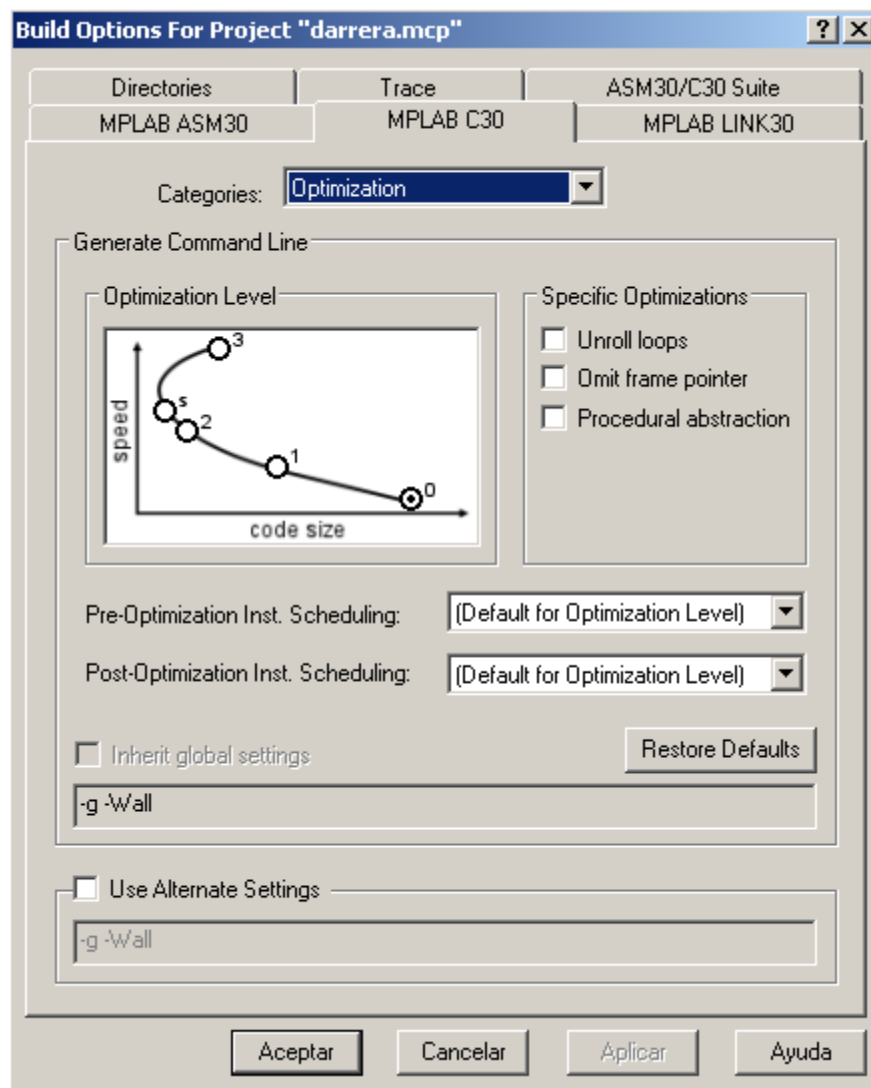 Build Options For Project "darrera.mcp"
Directories Trace ASM30/C30 Suite
MPLAB ASM30 MPLAB C30 MPLAB LINK30
Categories: Optimization
Generate Command Line
Optimization Level
3
s
2
1
0
speed
code size
Specific Optimizations
Unroll loops
Omit frame pointer
Procedural abstraction
Pre-Optimization Inst. Scheduling: (Default for Optimization Level)
Post-Optimization Inst. Scheduling: (Default for Optimization Level)
Inherit global settings Restore Defaults
-g -Wall
Use Alternate Settings
-g -Wall
Aceptar Cancelar Aplicar Ayuda